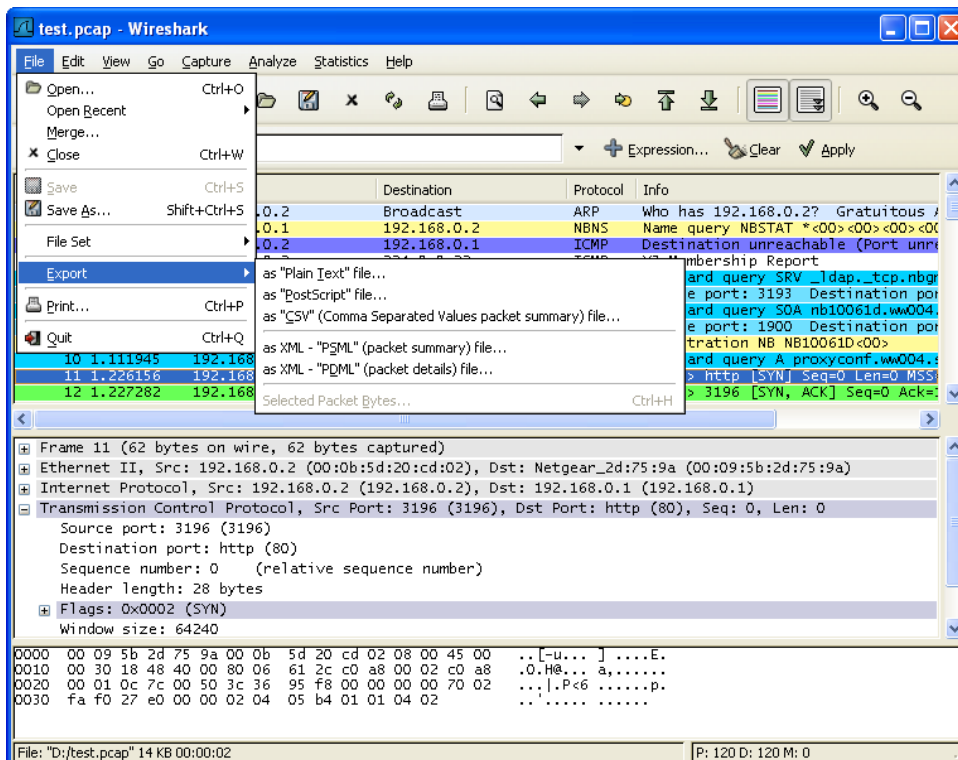 test.pcap - Wireshark
File Edit View Go Capture Analyze Statistics Help
Open... Ctrl+O
Open Recent
Merge...
Close Ctrl+W
Save Ctrl+S
Save As... Shift+Ctrl+S
File Set
Export
Print... Ctrl+P
Quit Ctrl+Q
as "Plain Text" file...
as "PostScript" file...
as "CSV" (Comma Separated Values packet summary) file...
as XML - "PSML" (packet summary) file...
as XML - "PDML" (packet details) file...
Selected Packet Bytes... Ctrl+H
Expression... Clear Apply
Destination Protocol Info
.0.2 Broadcast ARP Who has 192.168.0.2? Gratuitous
.0.1 192.168.0.2 NBNS Name query NBSTAT *<00><00><00><00
.0.2 192.168.0.1 ICMP Destination unreachable (Port unre
Membership Report
ard query SRV _ldap._tcp.nbgm
e port: 3193 Destination por
ard query SOA nb10061d.ww004.
e port: 1900 Destination por
tration NB NB10061D<00>
10 1.111945 192.168 ard query A proxyconf.ww004.s
11 1.226156 192.168 > http [SYN] Seq=0 Len=0 MSS
12 1.227282 192.168 > 3196 [SYN, ACK] Seq=0 Ack=
Frame 11 (62 bytes on wire, 62 bytes captured)
Ethernet II, Src: 192.168.0.2 (00:0b:5d:20:cd:02), Dst: Netgear_2d:75:9a (00:09:5b:2d:75:9a)
Internet Protocol, Src: 192.168.0.2 (192.168.0.2), Dst: 192.168.0.1 (192.168.0.1)
Transmission Control Protocol, Src Port: 3196 (3196), Dst Port: http (80), Seq: 0, Len: 0
Source port: 3196 (3196)
Destination port: http (80)
Sequence number: 0 (relative sequence number)
Header length: 28 bytes
Flags: 0x0002 (SYN)
Window size: 64240
0000 00 09 5b 2d 75 9a 00 0b 5d 20 cd 02 08 00 45 00 ..[-u... ] ....E.
0010 00 30 18 48 40 00 80 06 61 2c c0 a8 00 02 c0 a8 .0.H@... a,......
0020 00 01 0c 7c 00 50 3c 36 95 f8 00 00 00 00 70 02 ...|.P<6 ......p.
0030 fa f0 27 e0 00 00 02 04 05 b4 01 01 04 02 ..'..... ......
File: "D:/test.pcap" 14 KB 00:00:02 P: 120 D: 120 M: 0